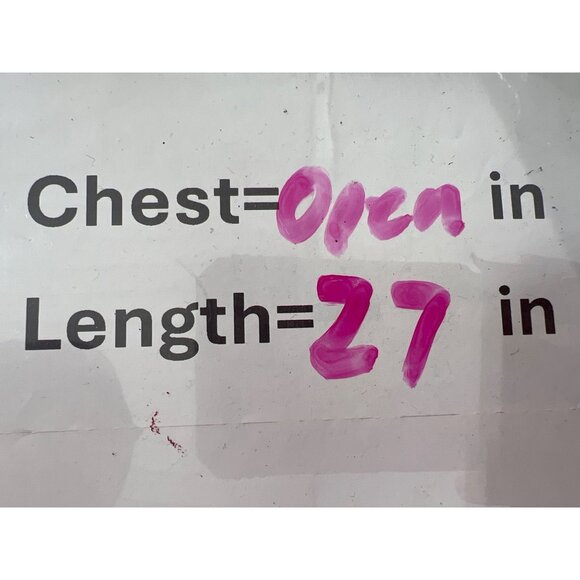 Chest=Open in
Length=27 in